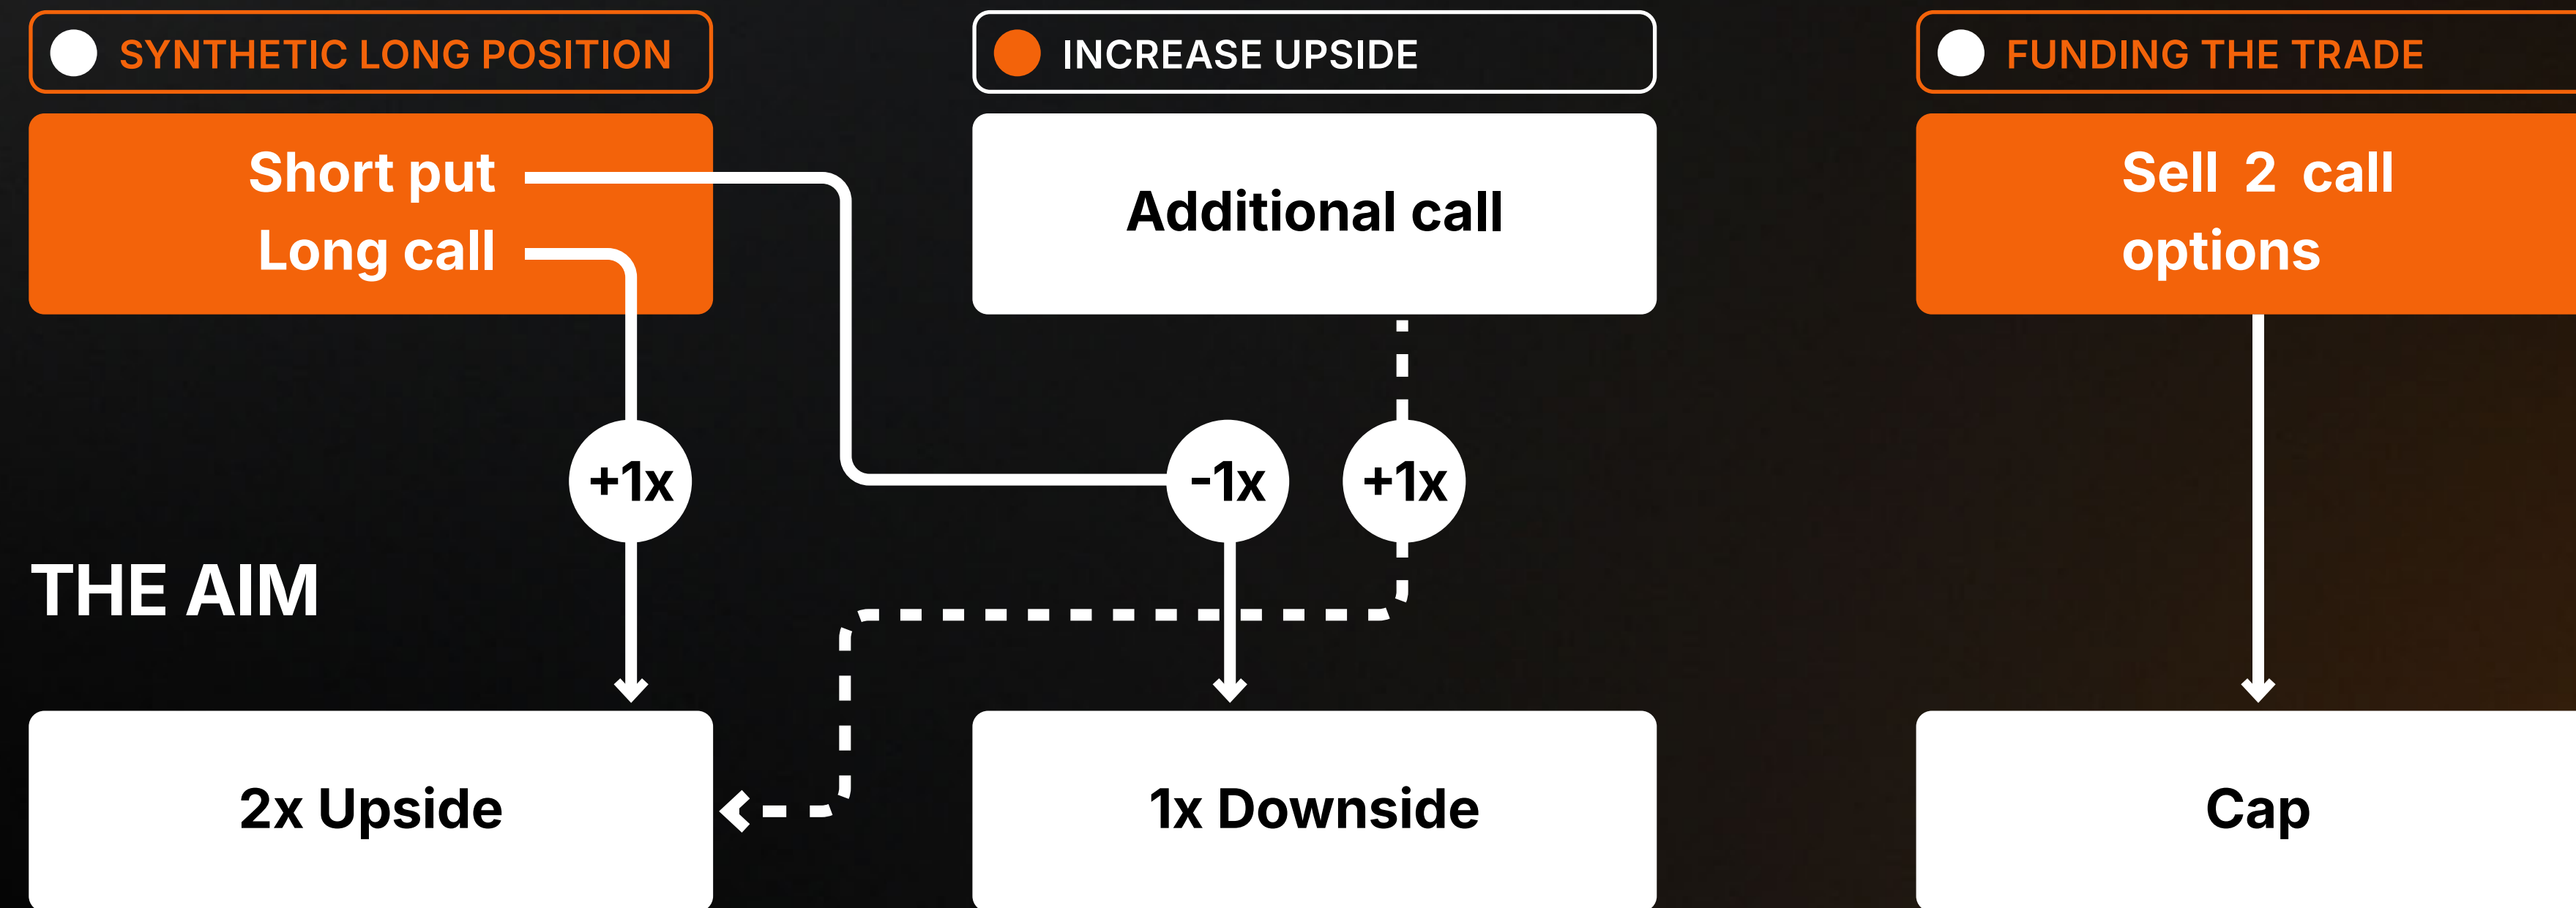 SYNTHETIC LONG POSITION
INCREASE UPSIDE
FUNDING THE TRADE
Short put
Long call
Additional call
Sell 2 call
options
+1x
-1x
+1x
THE AIM
2x Upside
1x Downside
Cap